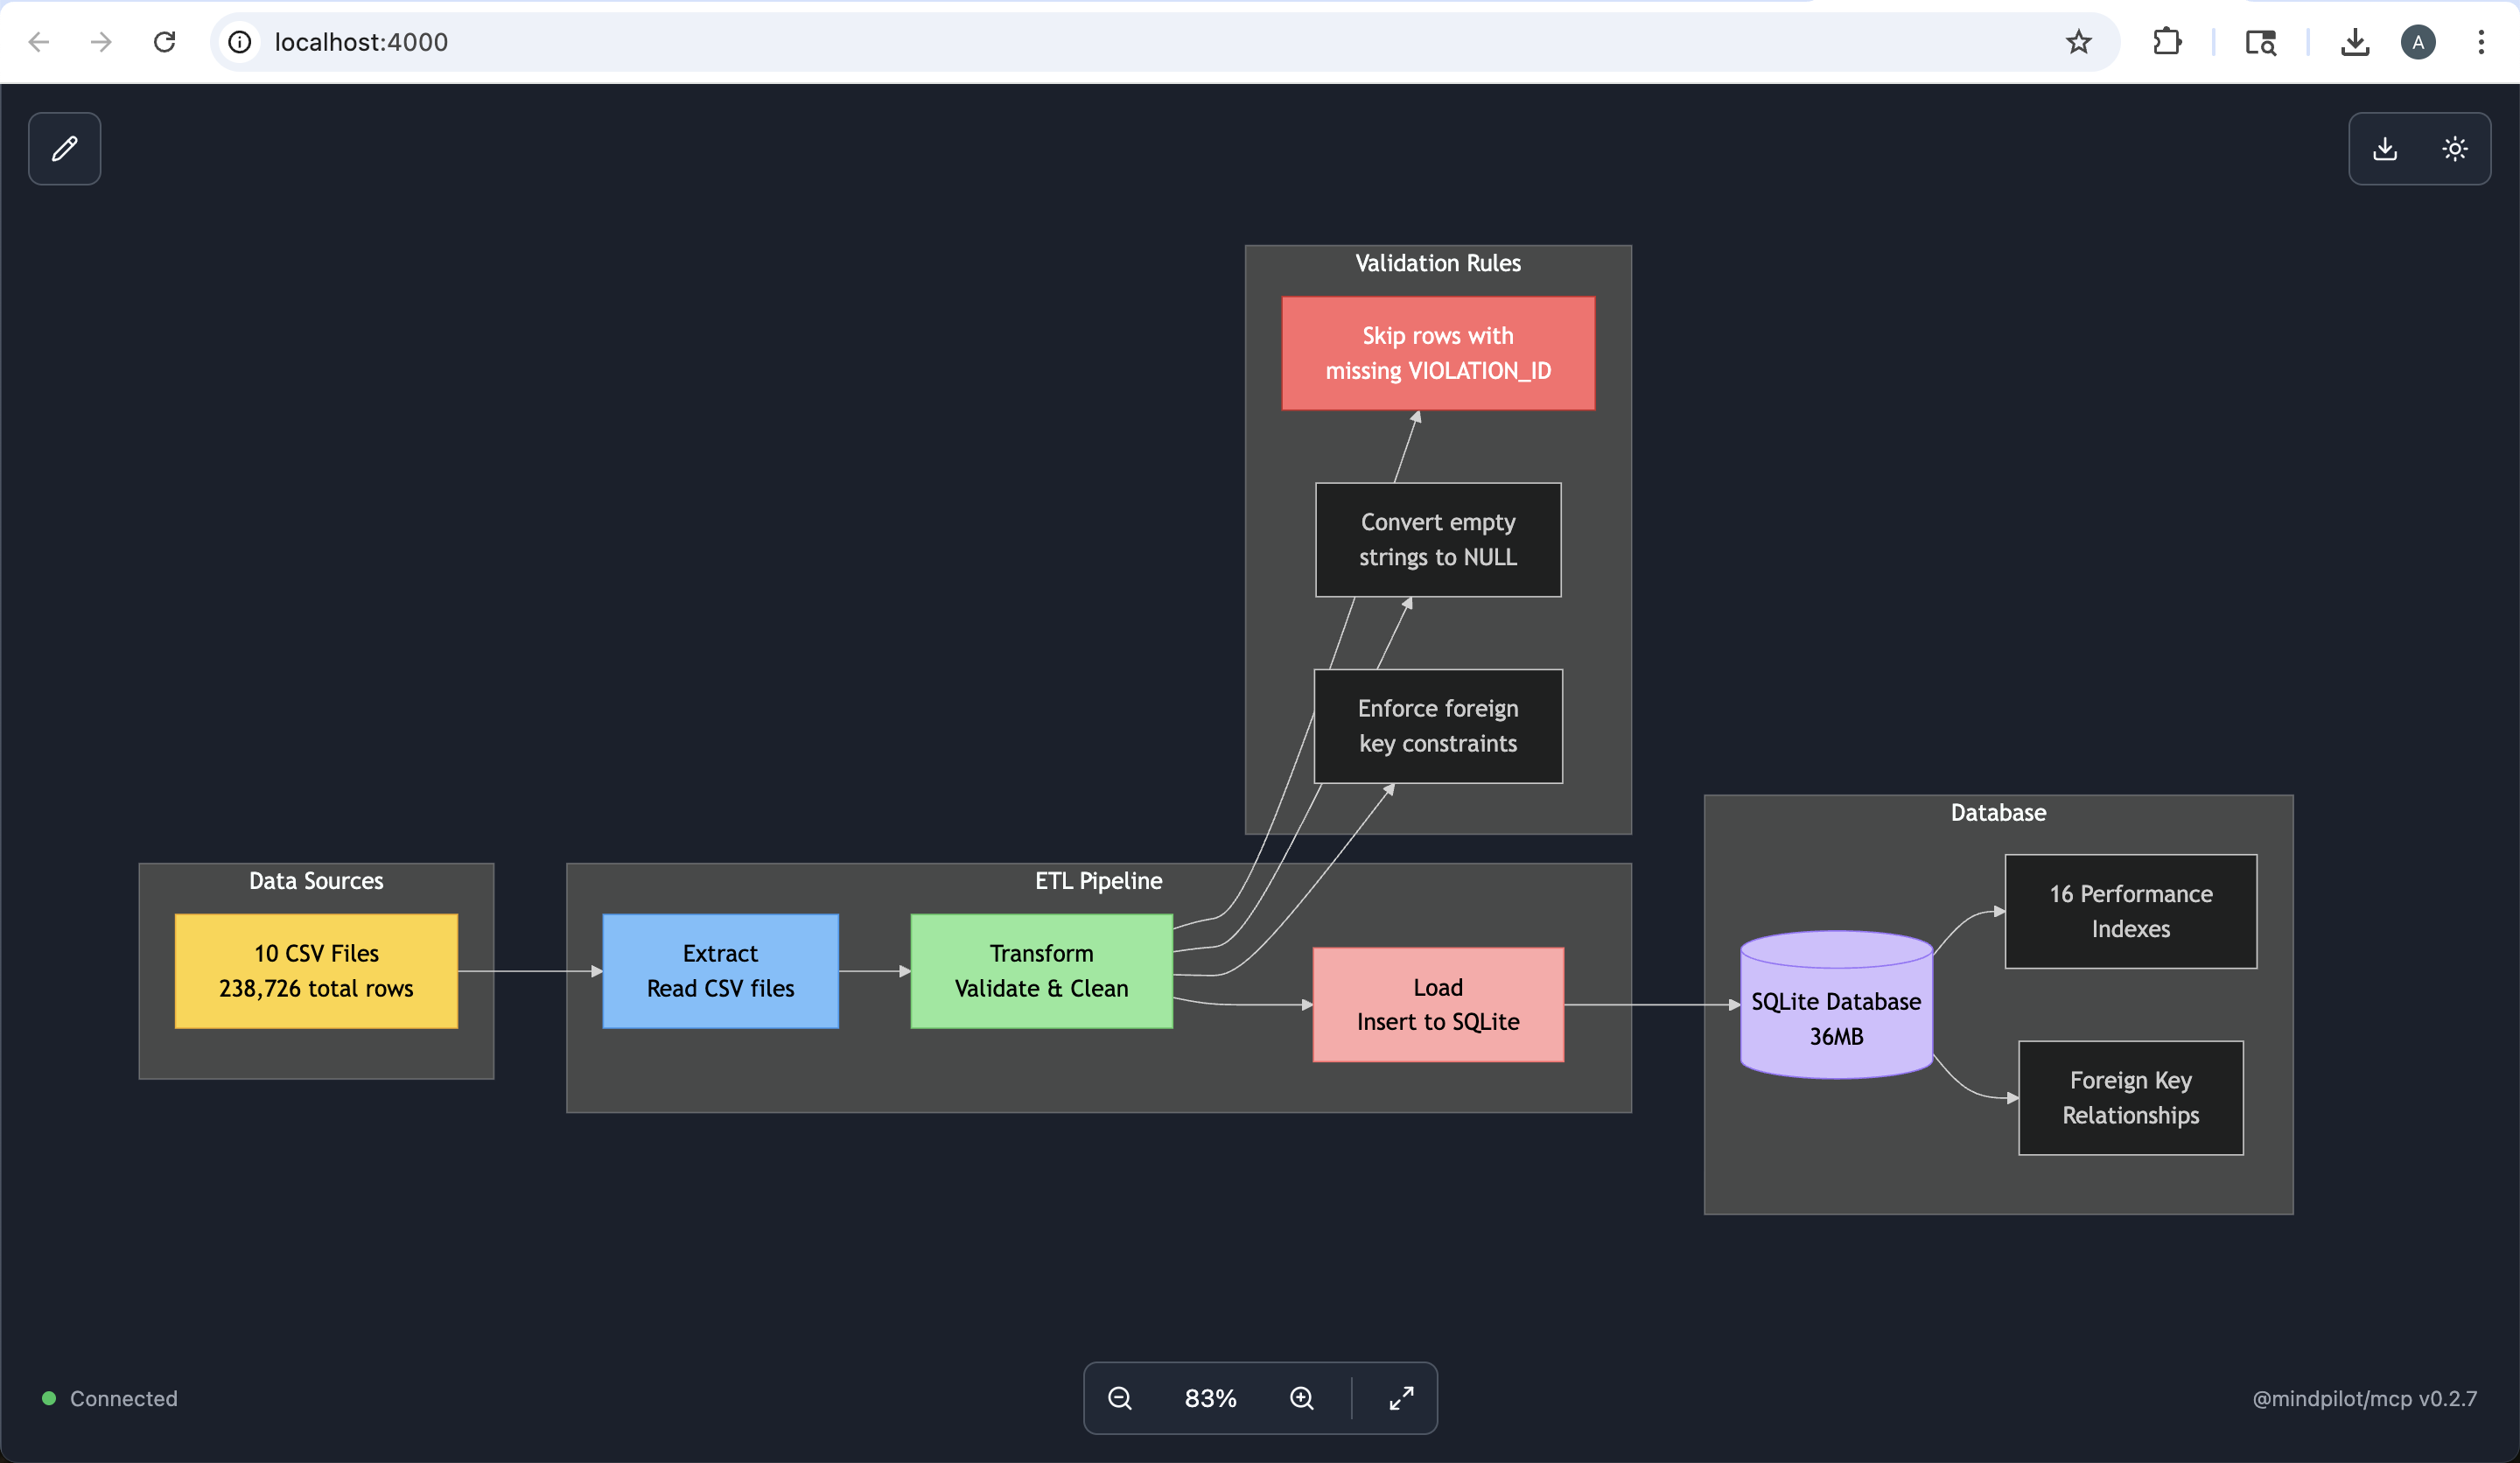 localhost:4000
A
Validation Rules
Skip rows with
missing VIOLATION_ID
Convert empty
strings to NULL
Enforce foreign
key constraints
Data Sources
10 CSV Files
238,726 total rows
ETL Pipeline
Extract
Read CSV files
Transform
Validate & Clean
Load
Insert to SQLite
Database
SQLite Database
36MB
16 Performance
Indexes
Foreign Key
Relationships
Connected
83%
@mindpilot/mcp v0.2.7